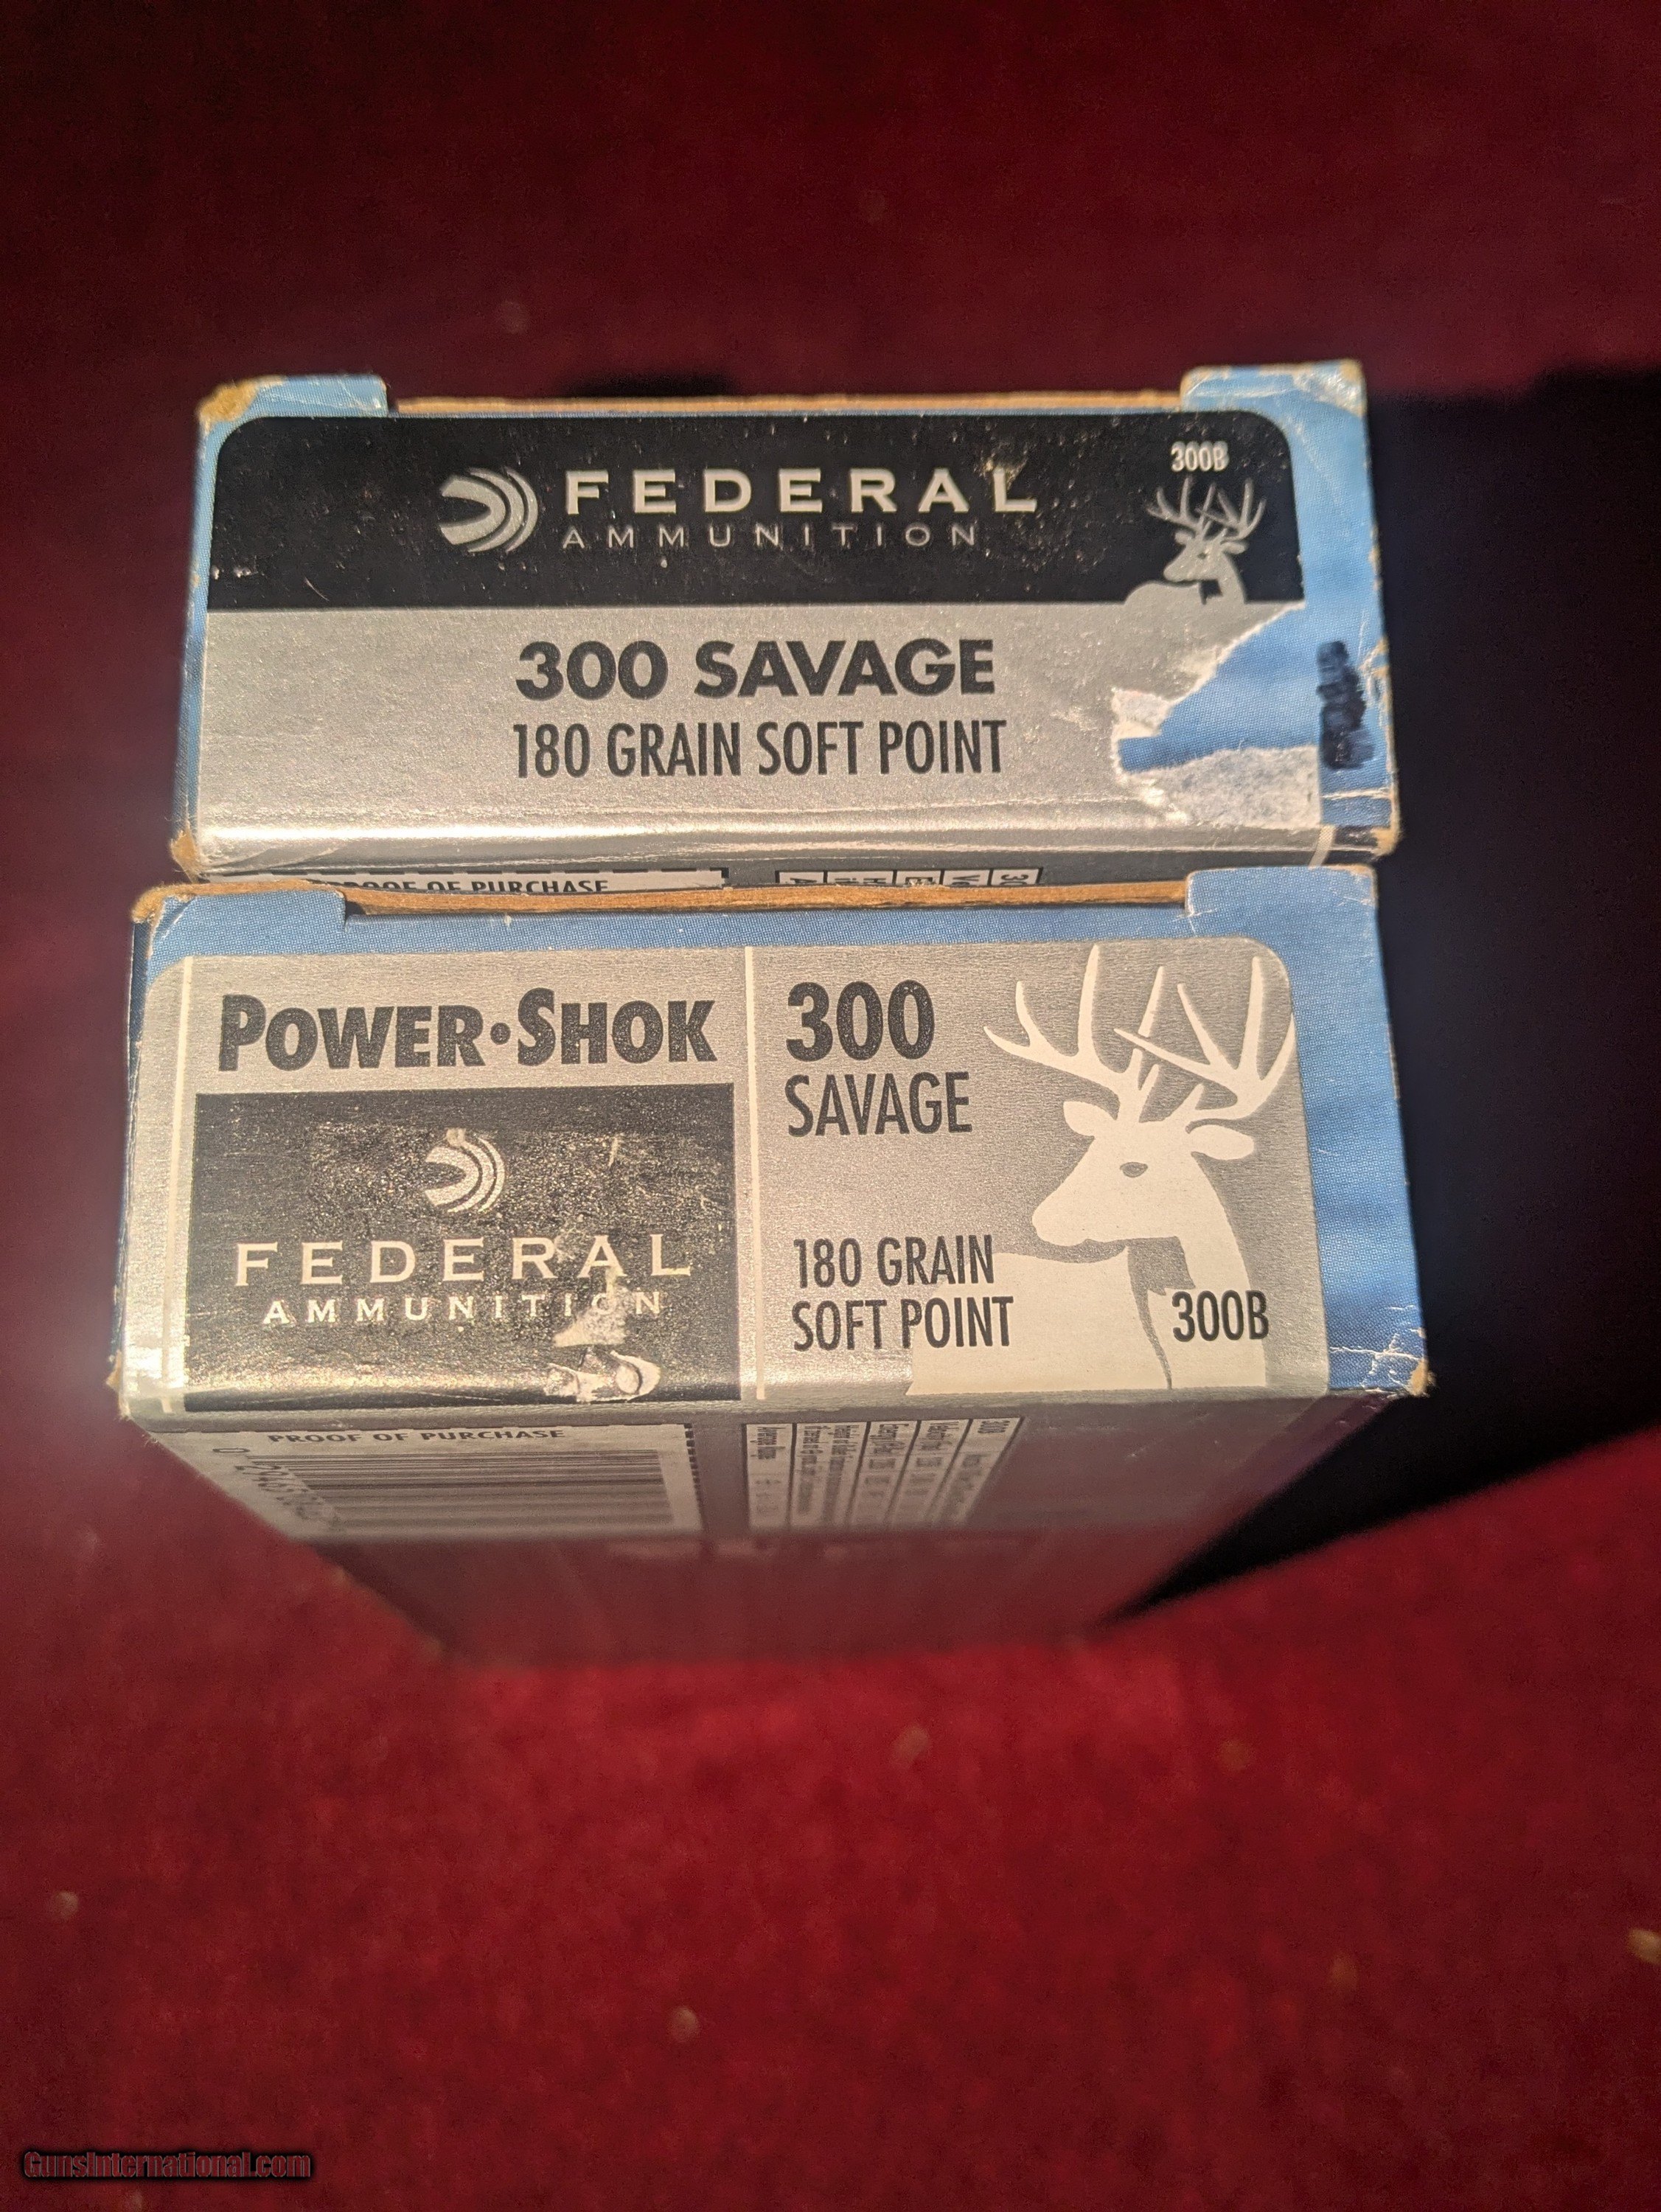 FEDERAL
AMMUNITION
300B
300 SAVAGE
180 GRAIN SOFT POINT
PROOF OF PURCHASE
POWER•SHOK
FEDERAL
AMMUNITION
300
SAVAGE
180 GRAIN
SOFT POINT
300B
PROOF OF PURCHASE
GunsInternational.com